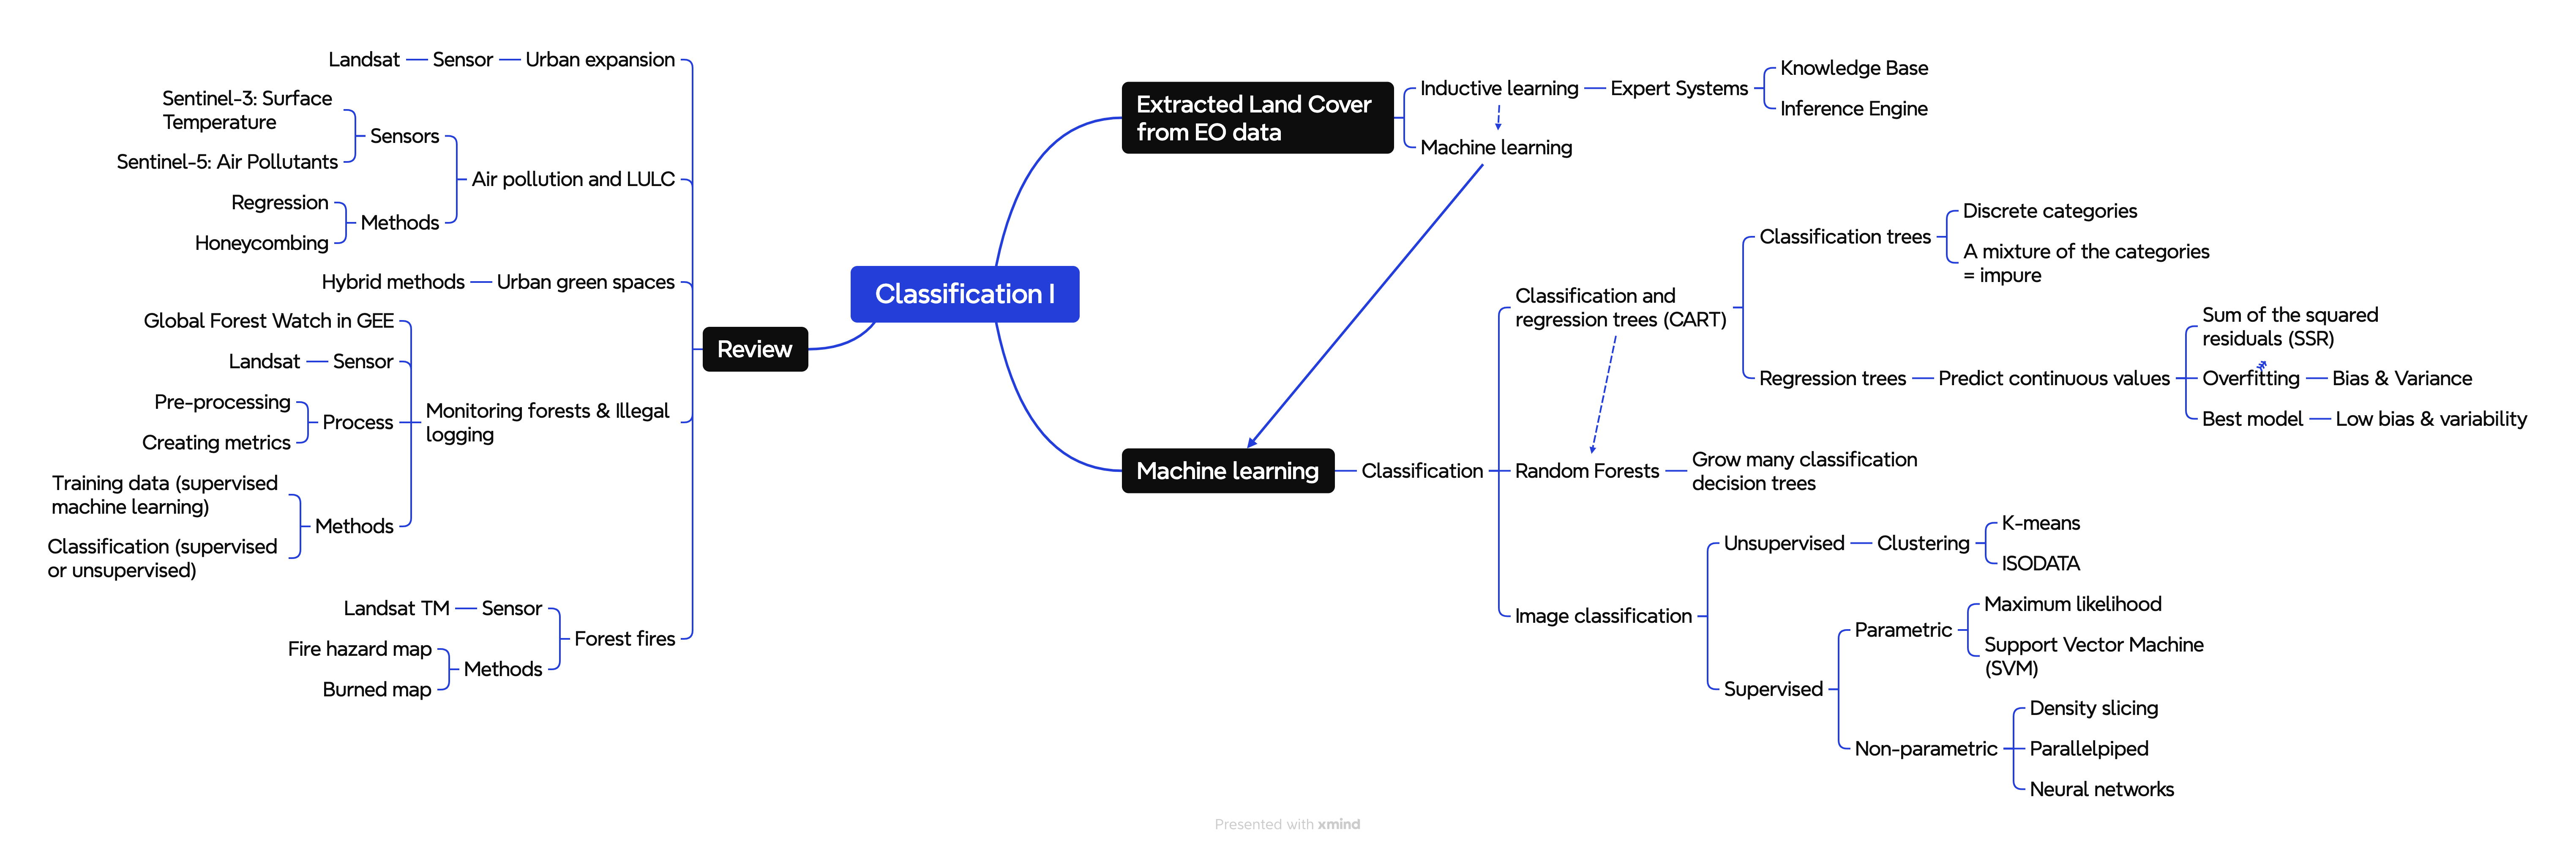 Classification I
Review
Urban expansion
Sensor
Landsat
Air pollution and LULC
Sensors
Sentinel-3: Surface
Temperature
Sentinel-5: Air Pollutants
Methods
Regression
Honeycombing
Urban green spaces
Hybrid methods
Monitoring forests & Illegal
logging
Global Forest Watch in GEE
Sensor
Landsat
Process
Pre-processing
Creating metrics
Methods
Training data (supervised
machine learning)
Classification (supervised
or unsupervised)
Forest fires
Sensor
Landsat TM
Methods
Fire hazard map
Burned map
Extracted Land Cover
from EO data
Inductive learning
Expert Systems
Knowledge Base
Inference Engine
Machine learning
Machine learning
Classification
Classification and
regression trees (CART)
Classification trees
Discrete categories
A mixture of the categories
= impure
Regression trees
Predict continuous values
Sum of the squared
residuals (SSR)
Overfitting
Bias & Variance
Best model
Low bias & variability
Random Forests
Grow many classification
decision trees
Image classification
Unsupervised
Clustering
K-means
ISODATA
Supervised
Parametric
Maximum likelihood
Support Vector Machine
(SVM)
Non-parametric
Density slicing
Parallelpiped
Neural networks
Presented with xmind